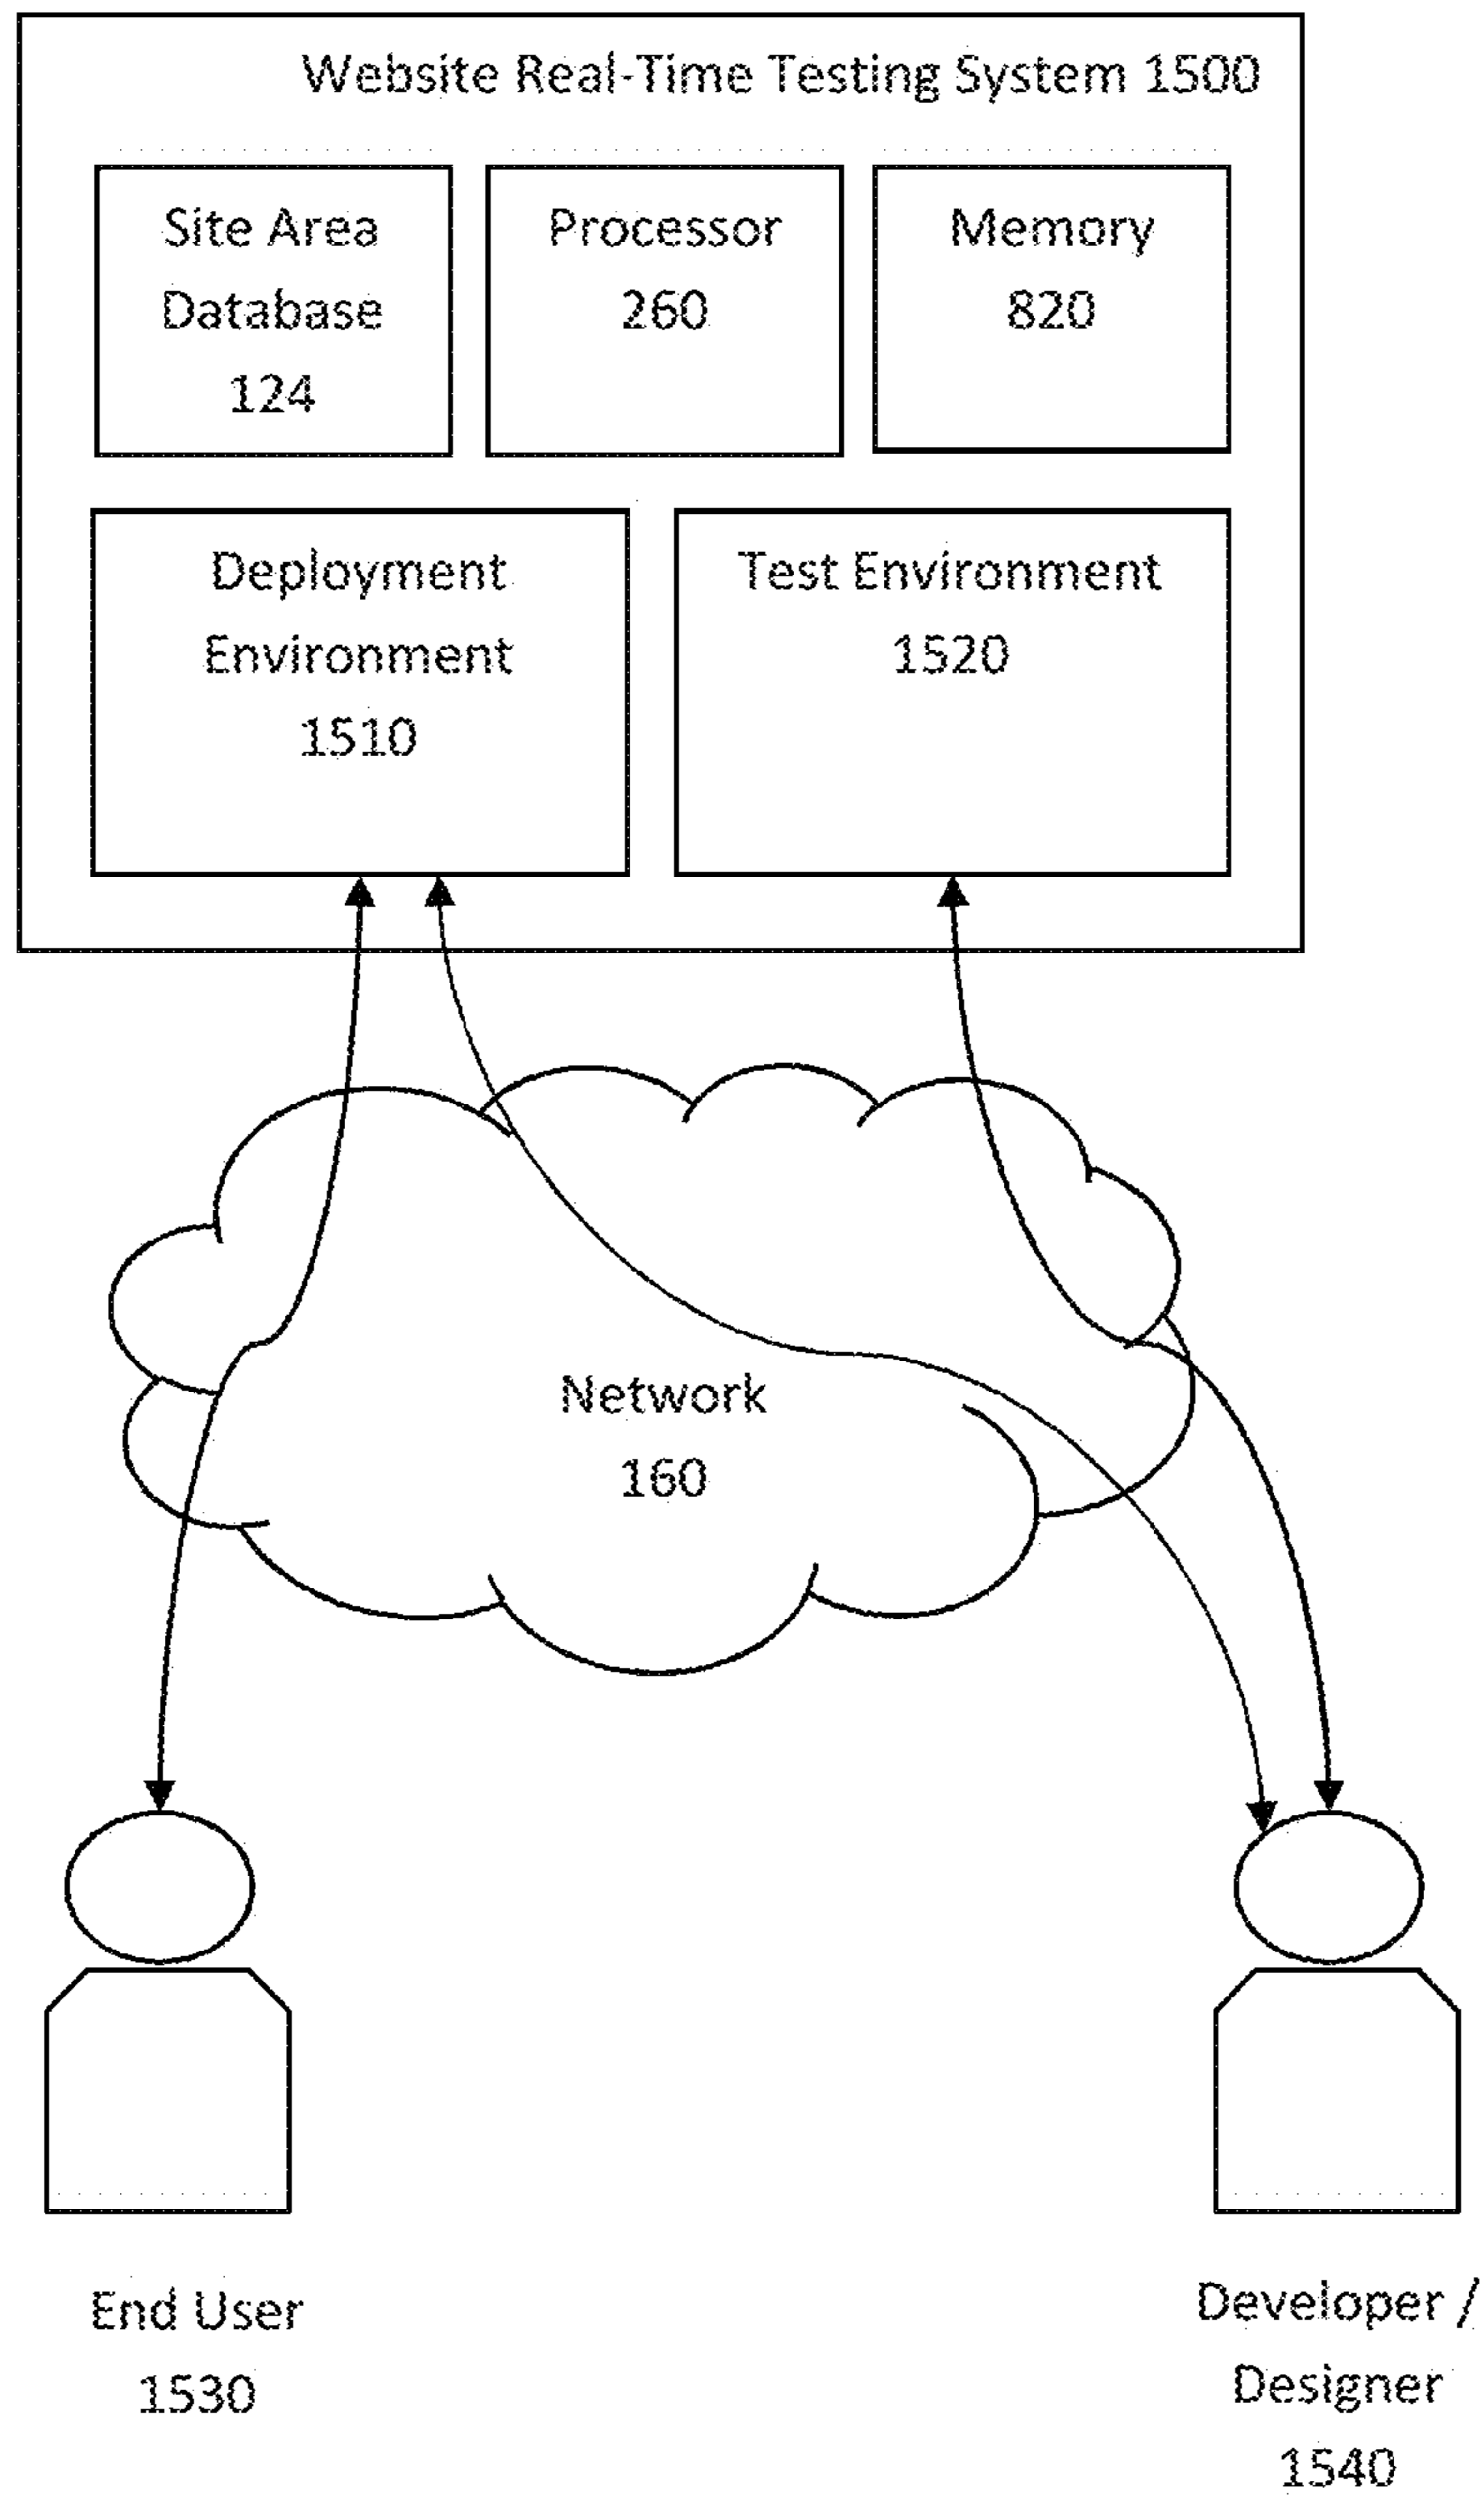 Website Real-Time Testing System 1500
Site Area
Database
124
Processor
260
Memory
820
Deployment
Environment
1510
Test Environment
1520
Network
160
End User
1530
Developer /
Designer
1540